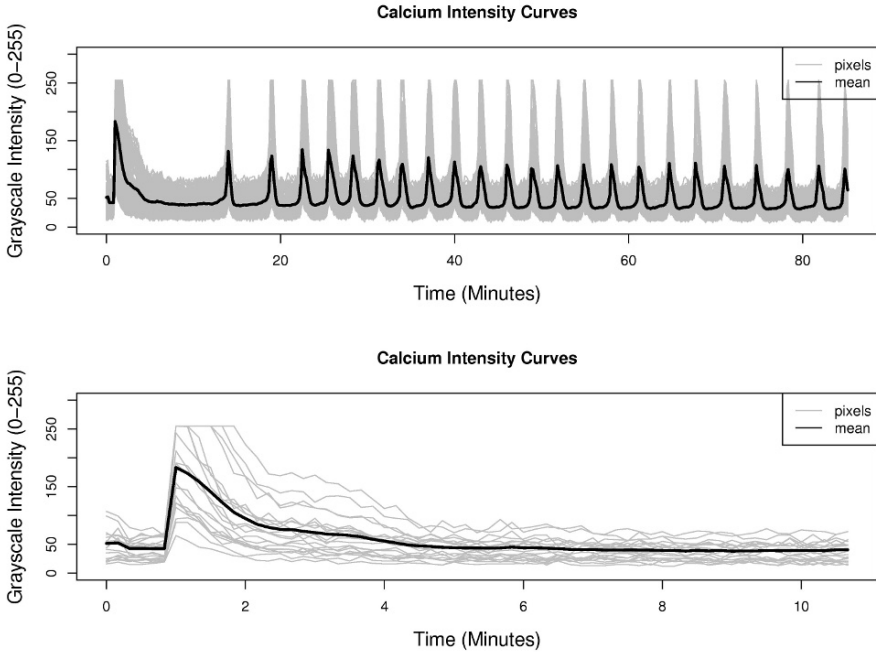 Calcium Intensity Curves
Grayscale Intensity (0−255)
250
150
50
0
pixels
mean
0 20 40 60 80
Time (Minutes)
Calcium Intensity Curves
Grayscale Intensity (0−255)
250
150
50
0
pixels
mean
0 2 4 6 8 10
Time (Minutes)